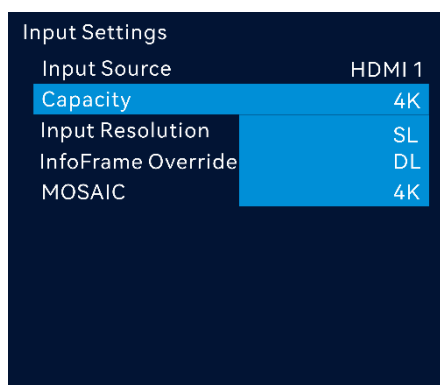 Input Settings
Input Source HDMI 1
Capacity 4K
Input Resolution SL
InfoFrame Override DL
MOSAIC 4K